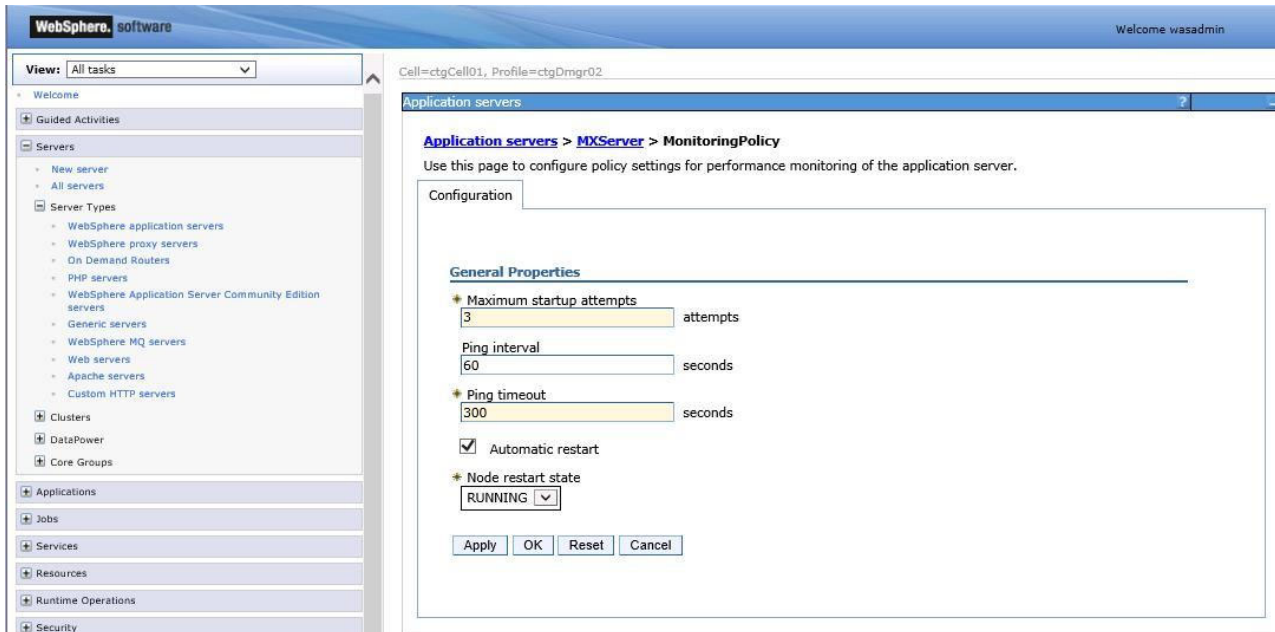 WebSphere. software
Welcome wasadmin
View: All tasks
Welcome
Guided Activities
Servers
New server
All servers
Server Types
WebSphere application servers
WebSphere proxy servers
On Demand Routers
PHP servers
WebSphere Application Server Community Edition
servers
Generic servers
WebSphere MQ servers
Web servers
Apache servers
Custom HTTP servers
Clusters
DataPower
Core Groups
Applications
Jobs
Services
Resources
Runtime Operations
Security
Cell=ctgCell01, Profile=ctgDmgr02
Application servers ?
Application servers > MXServer > MonitoringPolicy
Use this page to configure policy settings for performance monitoring of the application server.
Configuration
General Properties
Maximum startup attempts
3 attempts
Ping interval
60 seconds
Ping timeout
300 seconds
Automatic restart
Node restart state
RUNNING
Apply OK Reset Cancel